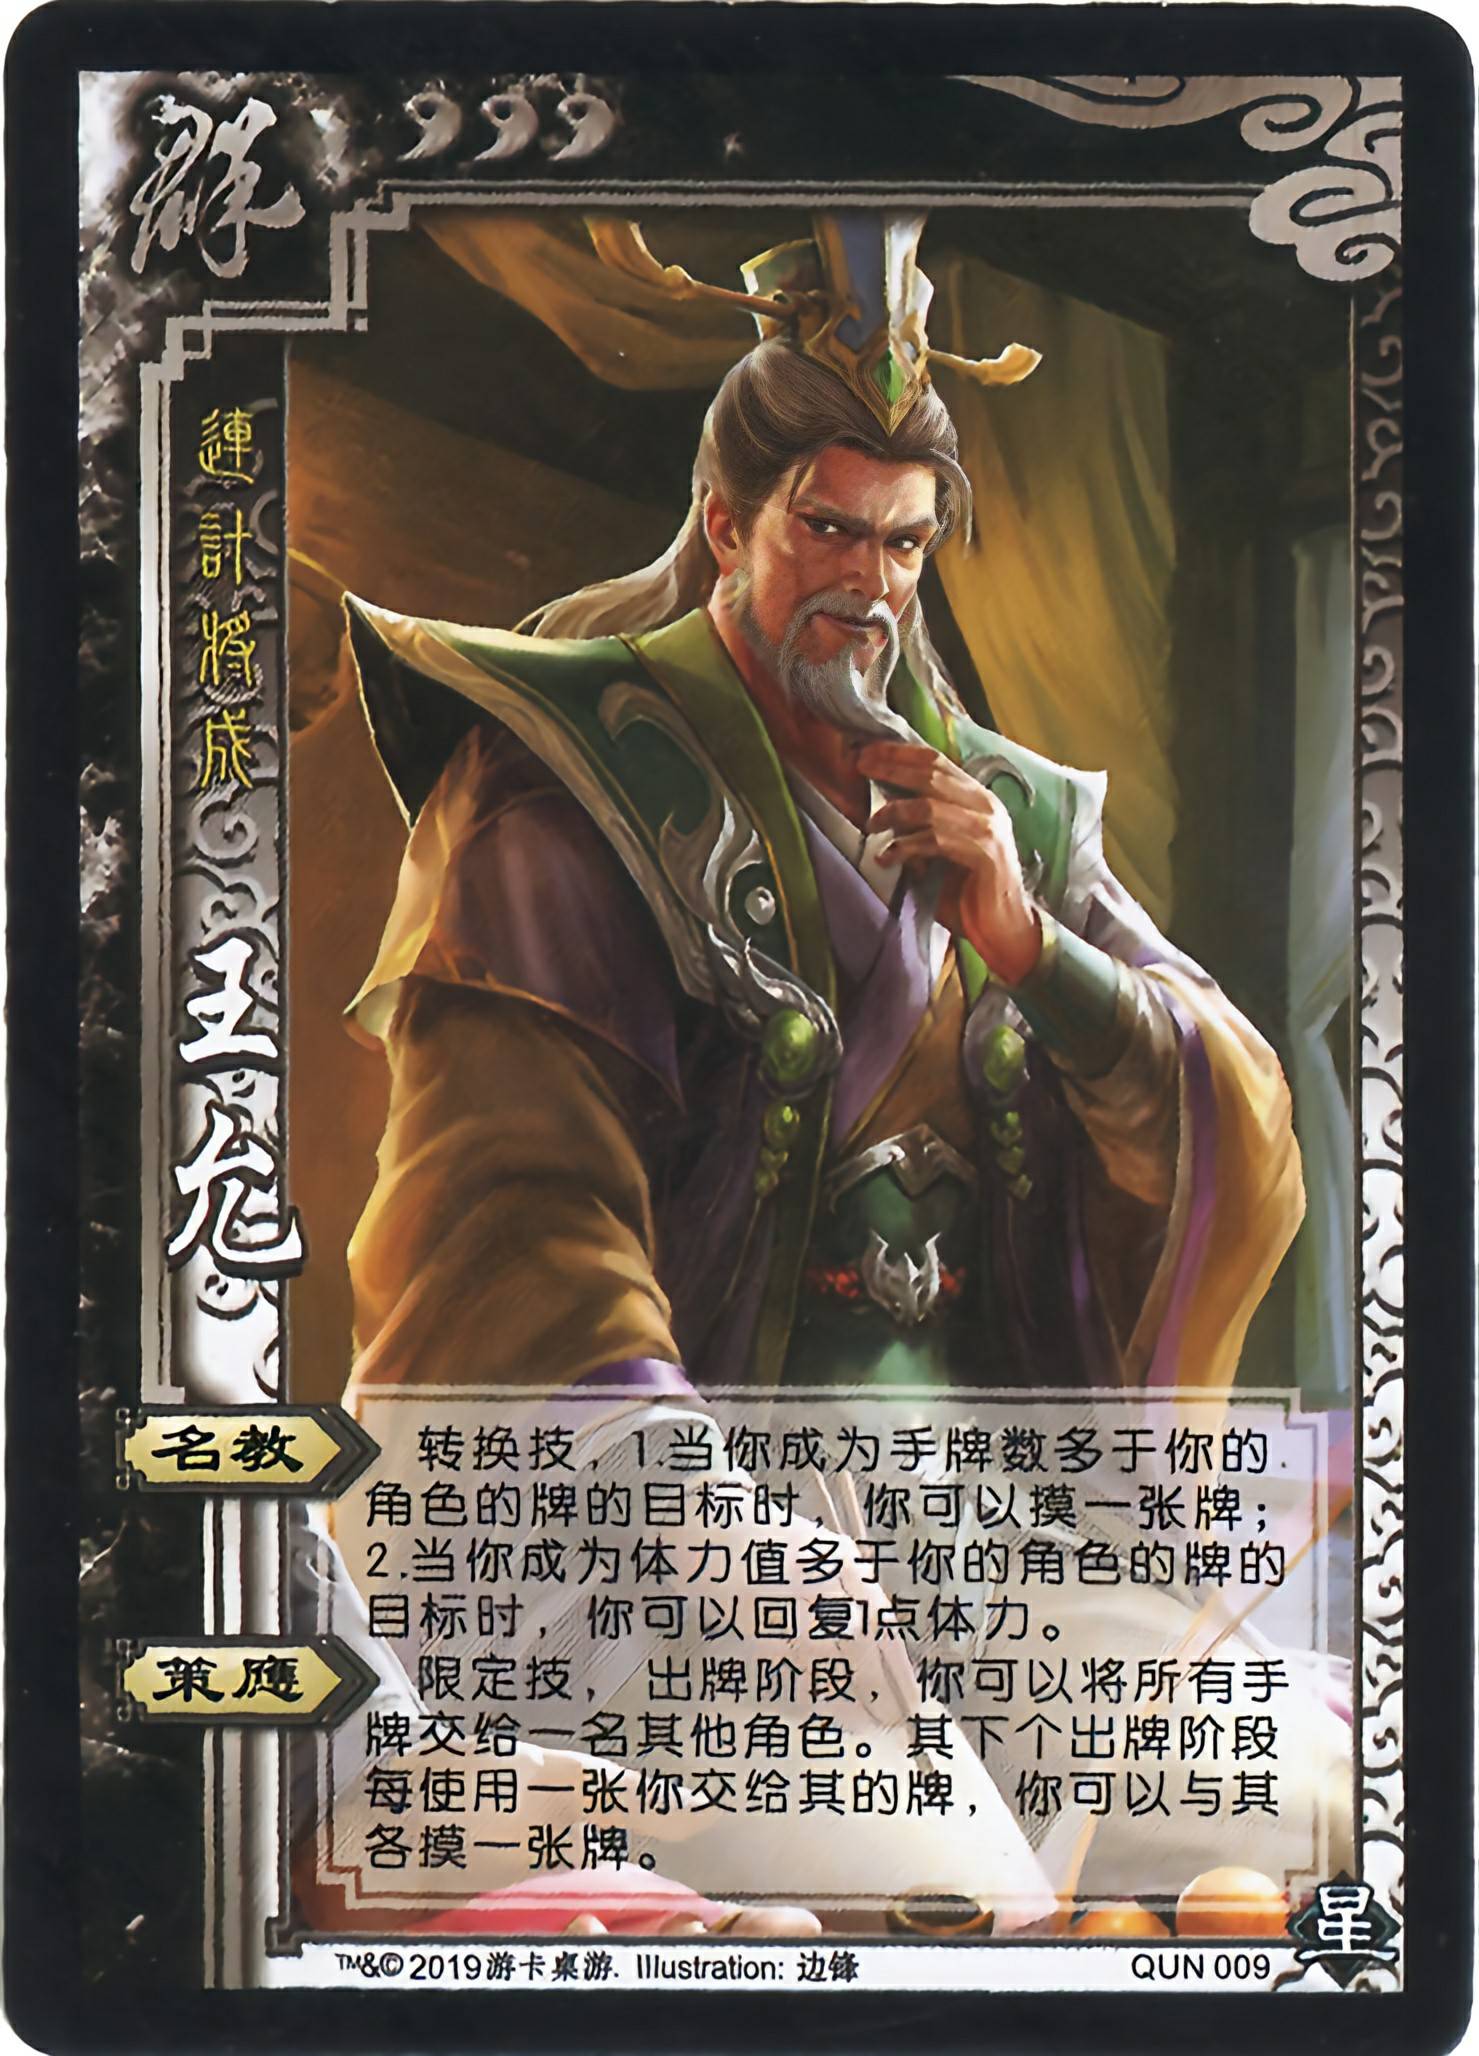 群
連計將成
王允
名教
转换技，1.当你成为手牌数多于你的
角色的牌的目标时，你可以摸一张牌；
2.当你成为体力值多于你的角色的牌的
目标时，你可以回复1点体力。
策應
限定技，出牌阶段，你可以将所有手
牌交给一名其他角色。其下个出牌阶段
每使用一张你交给其的牌，你可以与其
各摸一张牌。
™&©2019游卡桌游. Illustration: 边锋
QUN 009
星